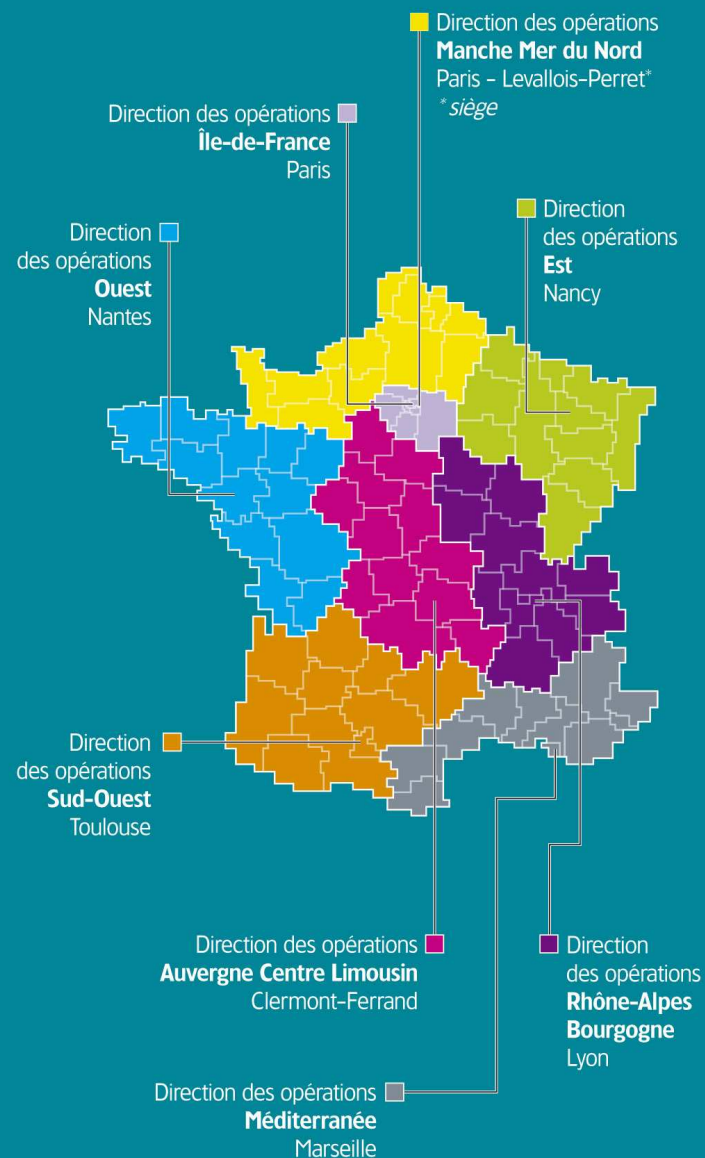 Direction des opérations
Manche Mer du Nord
Paris – Levallois-Perret*
* siège
Direction des opérations
Île-de-France
Paris
Direction
des opérations
Est
Nancy
Direction
des opérations
Ouest
Nantes
Direction
des opérations
Sud-Ouest
Toulouse
Direction des opérations
Auvergne Centre Limousin
Clermont-Ferrand
Direction
des opérations
Rhône-Alpes
Bourgogne
Lyon
Direction des opérations
Méditerranée
Marseille